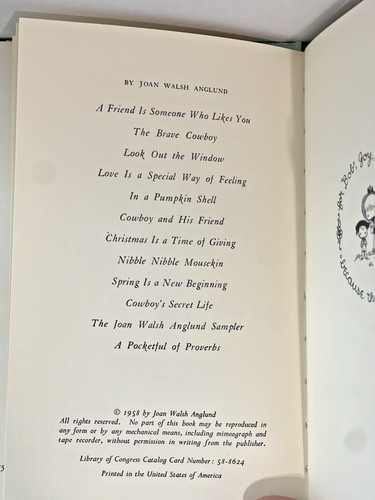 BY JOAN WALSH ANGLUND
A Friend Is Someone Who Likes You
The Brave Cowboy
Look Out the Window
Love Is a Special Way of Feeling
In a Pumpkin Shell
Cowboy and His Friend
Christmas Is a Time of Giving
Nibble Nibble Mousekin
Spring Is a New Beginning
Cowboy's Secret Life
The Joan Walsh Anglund Sampler
A Pocketful of Proverbs
© 1958 by Joan Walsh Anglund
All rights reserved. No part of this book may be reproduced in
any form or by any mechanical means, including mimeograph and
tape recorder, without permission in writing from the publisher.
Library of Congress Catalog Card Number: 58-8624
Printed in the United States of America
for Bob, Joy,
because th